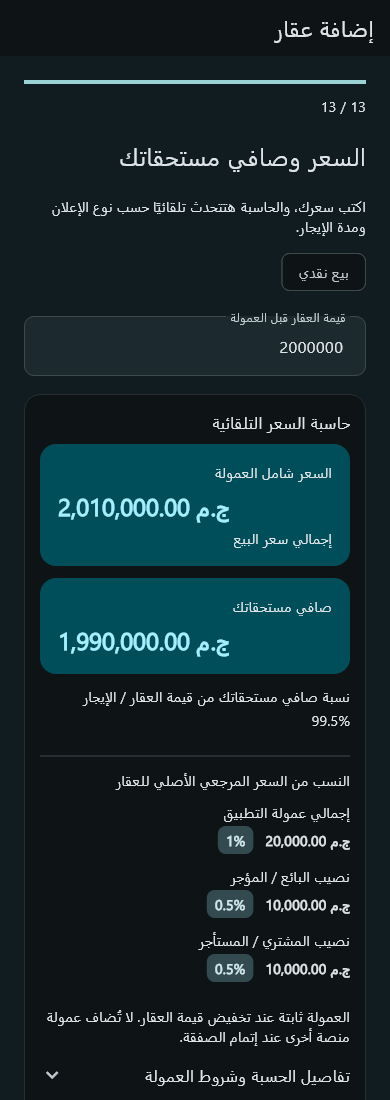 إضافة عقار
13 / 13
السعر وصافي مستحقاتك
اكتب سعرك، والحاسبة هتتحدث تلقائيًا حسب نوع الإعلان
ومدة الإيجار.
بيع نقدي
قيمة العقار قبل العمولة
2000000
حاسبة السعر التلقائية
السعر شامل العمولة
ج.م 2,010,000.00
إجمالي سعر البيع
صافي مستحقاتك
ج.م 1,990,000.00
نسبة صافي مستحقاتك من قيمة العقار / الإيجار
99.5%
النسب من السعر المرجعي الأصلي للعقار
إجمالي عمولة التطبيق
ج.م 20,000.00 1%
نصيب البائع / المؤجر
ج.م 10,000.00 0.5%
نصيب المشتري / المستأجر
ج.م 10,000.00 0.5%
العمولة ثابتة عند تخفيض قيمة العقار. لا تُضاف عمولة
منصة أخرى عند إتمام الصفقة.
تفاصيل الحسبة وشروط العمولة